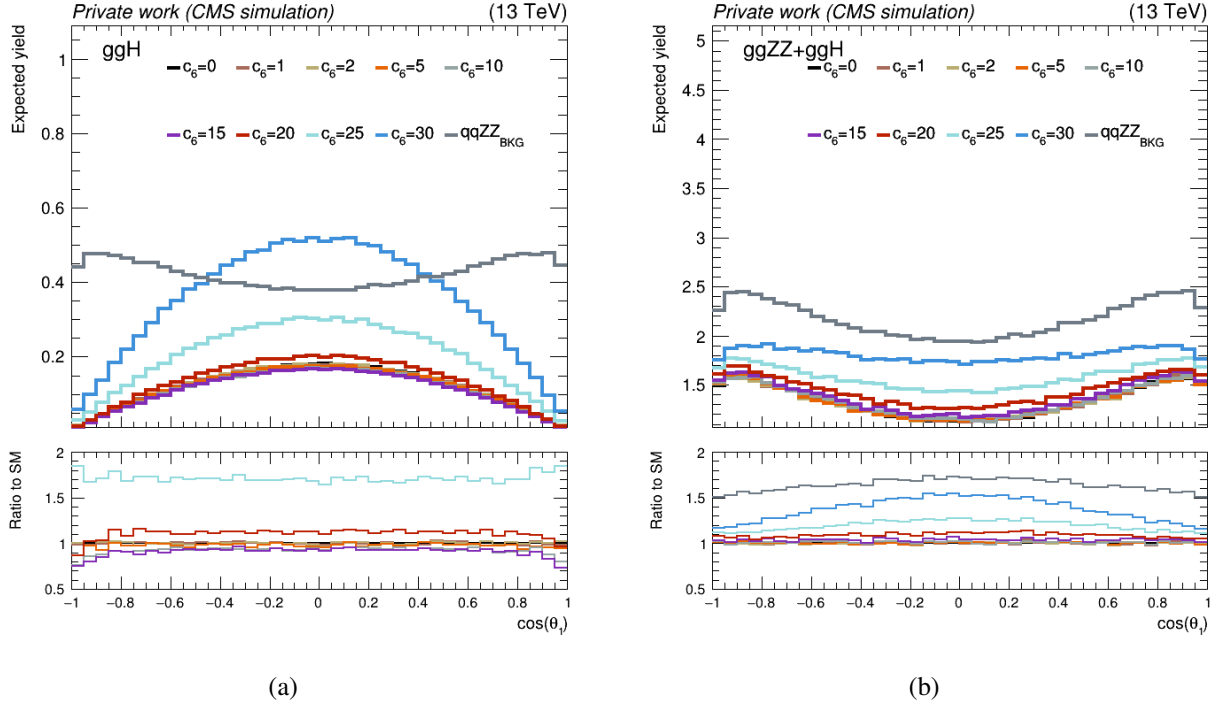 Private work (CMS simulation) (13 TeV)
ggH
c6=0 c6=1 c6=2 c6=5 c6=10
c6=15 c6=20 c6=25 c6=30 qqZZBKG
Expected yield
1
0.8
0.6
0.4
0.2
Ratio to SM
2
1.5
1
0.5
−1 −0.8 −0.6 −0.4 −0.2 0 0.2 0.4 0.6 0.8 1
cos(θ1)
(a)
Private work (CMS simulation) (13 TeV)
ggZZ+ggH
c6=0 c6=1 c6=2 c6=5 c6=10
c6=15 c6=20 c6=25 c6=30 qqZZBKG
Expected yield
5
4.5
4
3.5
3
2.5
2
1.5
Ratio to SM
2
1.5
1
0.5
−1 −0.8 −0.6 −0.4 −0.2 0 0.2 0.4 0.6 0.8 1
cos(θ1)
(b)